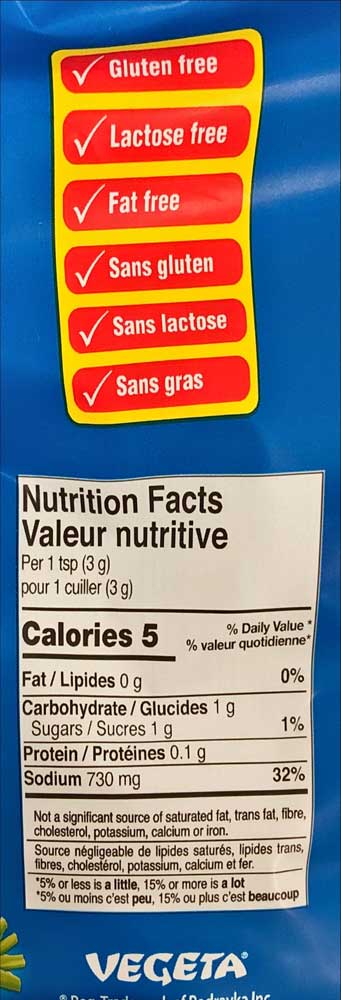 Gluten free
Lactose free
Fat free
Sans gluten
Sans lactose
Sans gras
Nutrition Facts
Valeur nutritive
Per 1 tsp (3 g)
pour 1 cuiller (3 g)
Calories 5
% Daily Value *
% valeur quotidienne*
Fat / Lipides 0 g 0%
Carbohydrate / Glucides 1 g
Sugars / Sucres 1 g 1%
Protein / Protéines 0.1 g
Sodium 730 mg 32%
Not a significant source of saturated fat, trans fat, fibre,
cholesterol, potassium, calcium or iron.
Source négligeable de lipides saturés, lipides trans,
fibres, cholestérol, potassium, calcium et fer.
*5% or less is a little, 15% or more is a lot
*5% ou moins c'est peu, 15% ou plus c'est beaucoup
VEGETA®